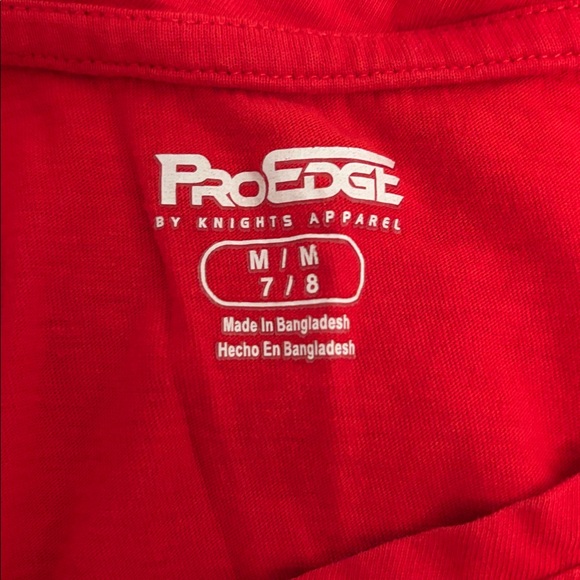 PROEDGE
BY KNIGHTS APPAREL
M / M
7 / 8
Made In Bangladesh
Hecho En Bangladesh